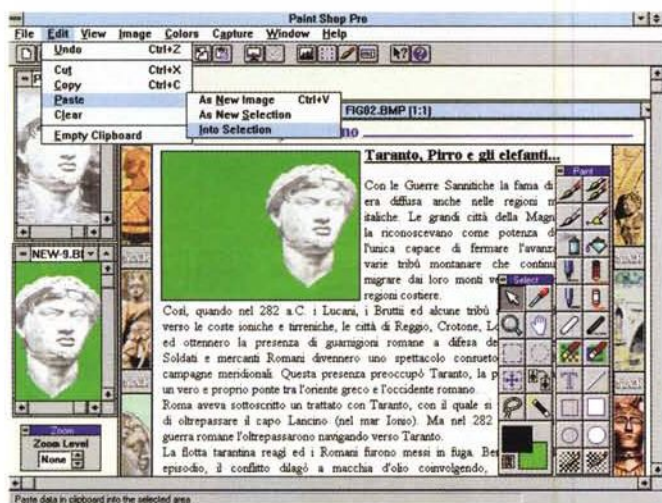 Paint Shop Pro
File Edit View Image Colors Capture Window Help
Undo Ctrl+Z
Cut Ctrl+X
Copy Ctrl+C
Paste
Clear
Empty Clipboard
As New Image Ctrl+V
As New Selection
Into Selection
FIG02.BMP (1:1)
Taranto, Pirro e gli elefanti...
Con le Guerre Sannitiche la fama di
era diffusa anche nelle regioni
italiche. Le grandi città della Magn
la riconoscevano come potenza
l'unica capace di fermare l'avanz
varie tribù montanare che continu
migrare dai loro monti
regioni costiere.
Così, quando nel 282 a.C. i Lucani, i Bruttii ed alcune tribù
verso le coste ioniche e tirreniche, le città di Reggio, Crotone,
ed ottennero la presenza di guarnigioni romane a difesa
Soldati e mercanti Romani divennero uno spettacolo consueto
campagne meridionali. Questa presenza preoccupò Taranto, la
un vero e proprio ponte tra l'oriente greco e l'occidente romano.
Roma aveva sottoscritto un trattato con Taranto, con il quale si
di oltrepassare il capo Lancino (nel mar Ionio). Ma nel 282
guerra romane l'oltrepassarono navigando verso Taranto.
La flotta tarantina reagì ed i Romani furono messi in fuga.
episodio, il conflitto dilagò a macchia d'olio coinvolgendo,
Paint
Select
NEW-9.B
Zoom
Zoom Level
None
Paste data in clipboard into the selected area